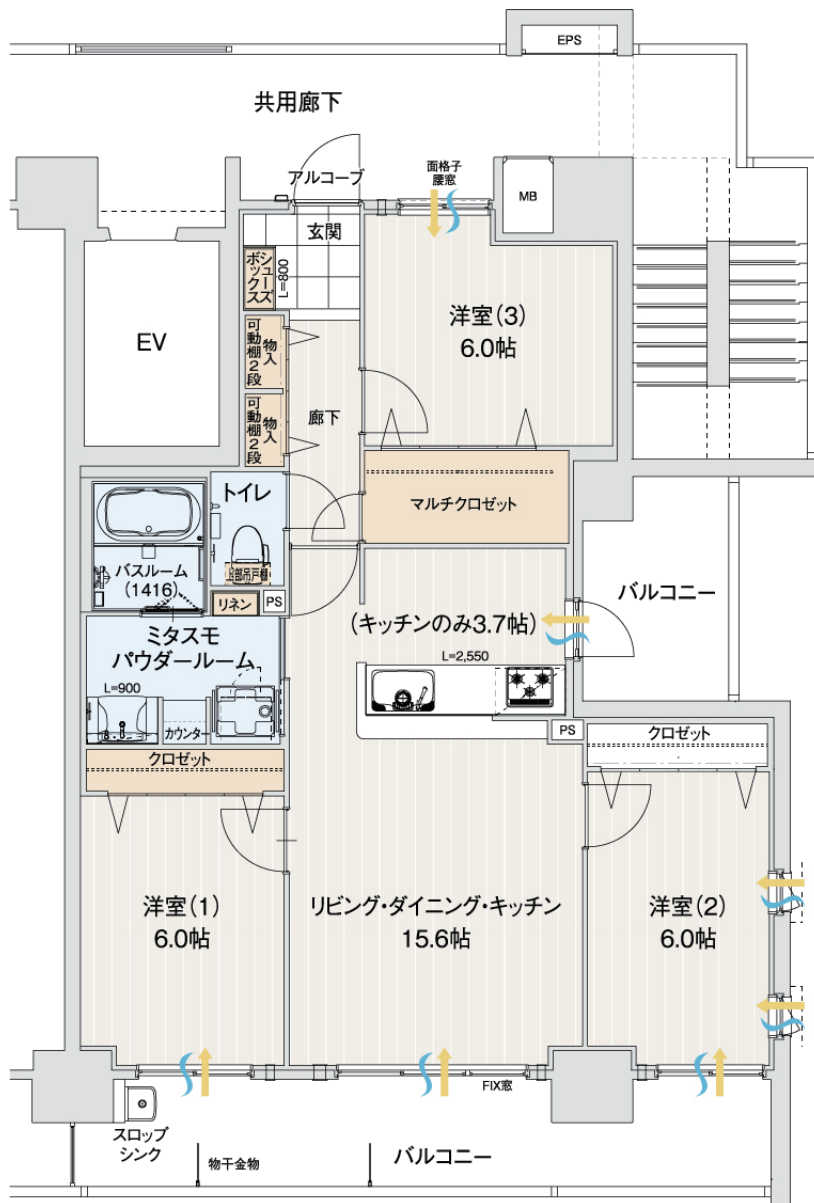 EPS
共用廊下
アルコーブ
面格子
腰窓
MB
玄関
シューズ
ボックス
L=800
洋室(3)
6.0帖
EV
物入
可動棚2段
物入
可動棚2段
廊下
トイレ
上部吊戸棚
マルチクロゼット
バスルーム
(1416)
リネン
PS
バルコニー
(キッチンのみ3.7帖)
L=2,550
ミタスモ
パウダールーム
L=900
カウンター
PS
クロゼット
クロゼット
洋室(1)
6.0帖
リビング・ダイニング・キッチン
15.6帖
洋室(2)
6.0帖
FIX窓
スロップ
シンク
物干金物
バルコニー